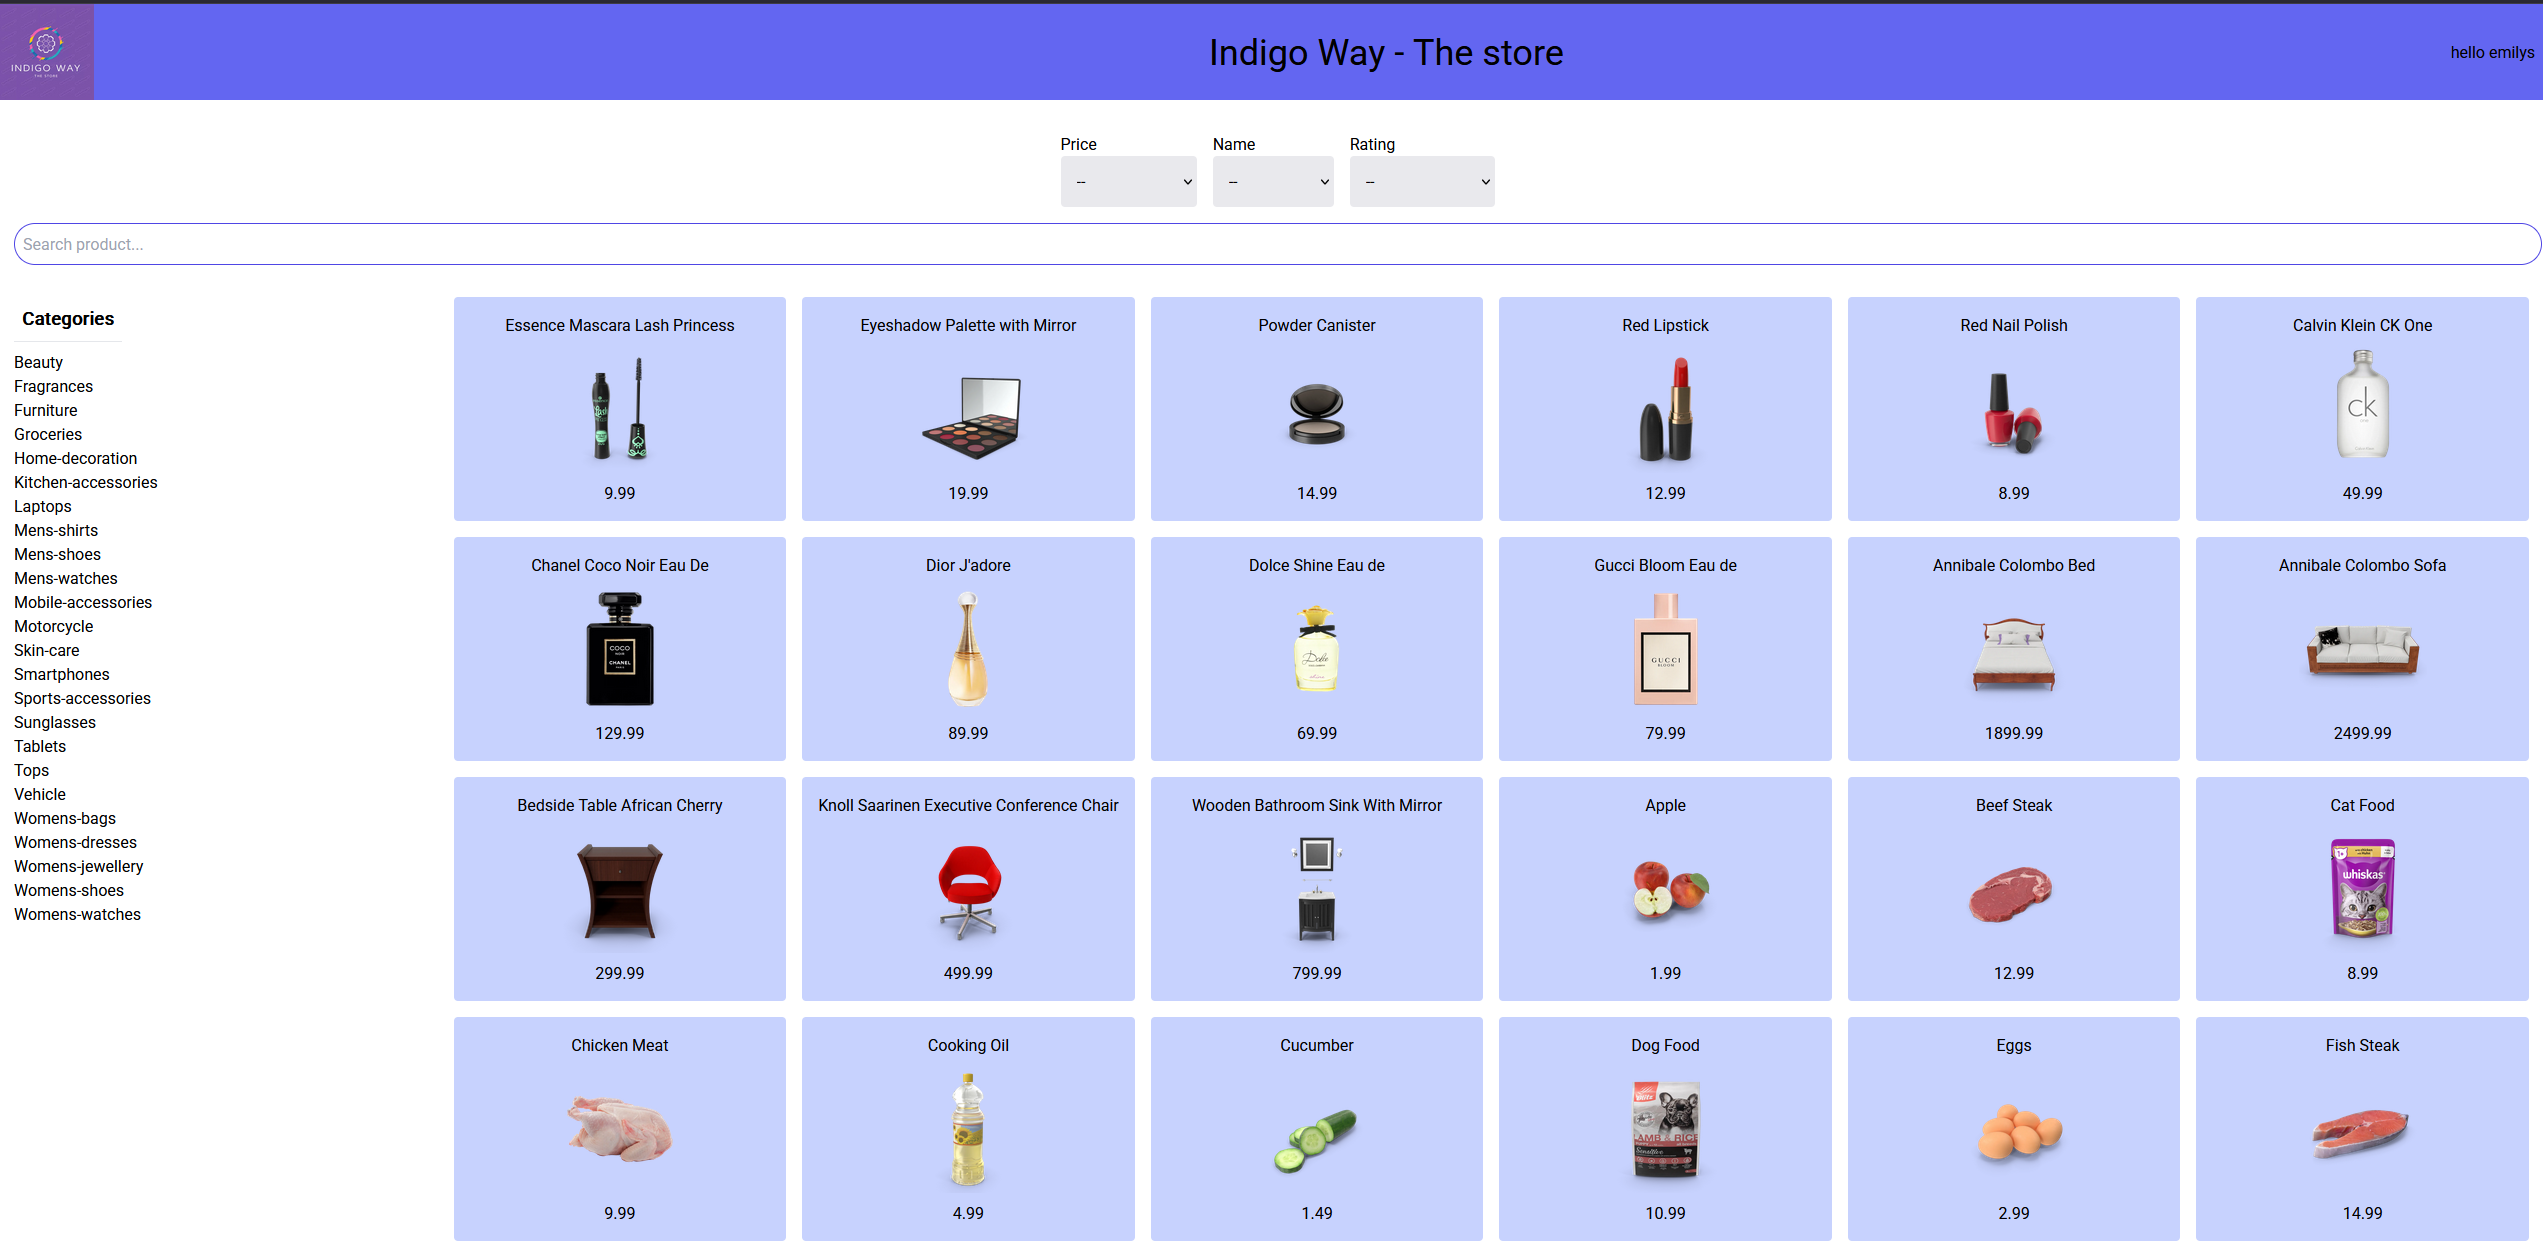 INDIGO WAY
THE STORE
Indigo Way - The store
hello emilys
Price
Name
Rating
--
--
--
Search product...
Categories
Beauty
Fragrances
Furniture
Groceries
Home-decoration
Kitchen-accessories
Laptops
Mens-shirts
Mens-shoes
Mens-watches
Mobile-accessories
Motorcycle
Skin-care
Smartphones
Sports-accessories
Sunglasses
Tablets
Tops
Vehicle
Womens-bags
Womens-dresses
Womens-jewellery
Womens-shoes
Womens-watches
Essence Mascara Lash Princess
9.99
Eyeshadow Palette with Mirror
19.99
Powder Canister
14.99
Red Lipstick
12.99
Red Nail Polish
8.99
Calvin Klein CK One
ck
49.99
Chanel Coco Noir Eau De
COCO
NOIR
CHANEL
129.99
Dior J'adore
89.99
Dolce Shine Eau de
Dolce
69.99
Gucci Bloom Eau de
GUCCI
BLOOM
79.99
Annibale Colombo Bed
1899.99
Annibale Colombo Sofa
2499.99
Bedside Table African Cherry
299.99
Knoll Saarinen Executive Conference Chair
499.99
Wooden Bathroom Sink With Mirror
799.99
Apple
1.99
Beef Steak
12.99
Cat Food
whiskas
8.99
Chicken Meat
9.99
Cooking Oil
4.99
Cucumber
1.49
Dog Food
LAMB & RICE
Sensitive
10.99
Eggs
2.99
Fish Steak
14.99